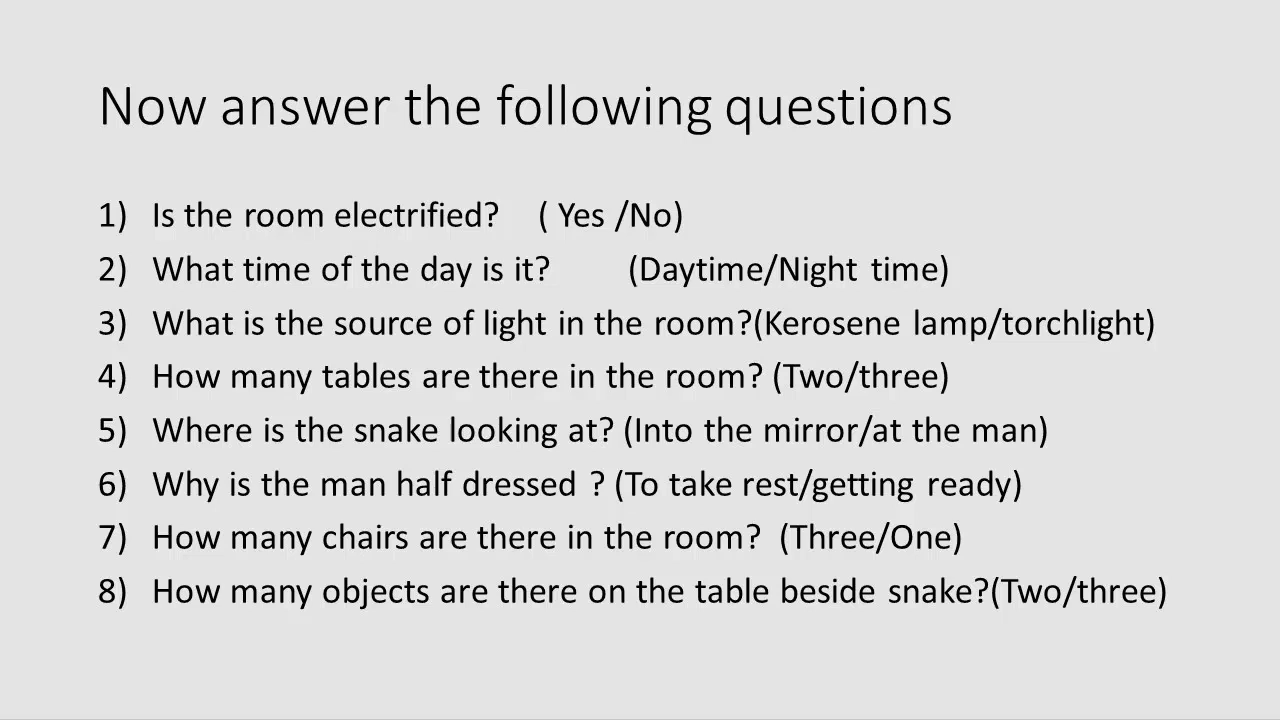 Now answer the following questions
1) Is the room electrified? ( Yes /No)
2) What time of the day is it? (Daytime/Night time)
3) What is the source of light in the room?(Kerosene lamp/torchlight)
4) How many tables are there in the room? (Two/three)
5) Where is the snake looking at? (Into the mirror/at the man)
6) Why is the man half dressed ? (To take rest/getting ready)
7) How many chairs are there in the room? (Three/One)
8) How many objects are there on the table beside snake?(Two/three)